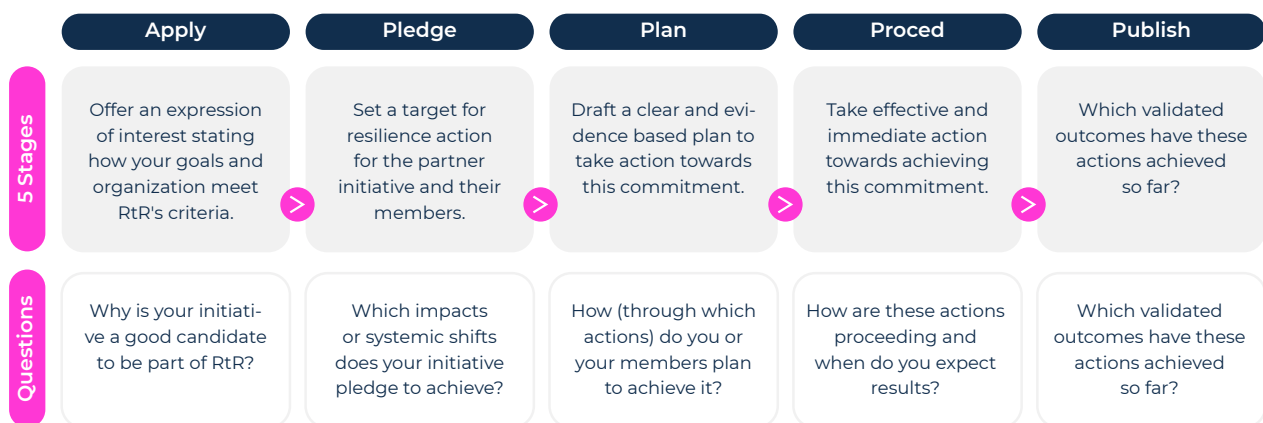 Apply
Pledge
Plan
Proced
Publish
5 Stages
Offer an expression
of interest stating
how your goals and
organization meet
RtR's criteria.
Set a target for
resilience action
for the partner
initiative and their
members.
Draft a clear and evi-
dence based plan to
take action towards
this commitment.
Take effective and
immediate action
towards achieving
this commitment.
Which validated
outcomes have these
actions achieved
so far?
Questions
Why is your initiati-
ve a good candidate
to be part of RtR?
Which impacts
or systemic shifts
does your initiative
pledge to achieve?
How (through which
actions) do you or
your members plan
to achieve it?
How are these actions
proceeding and
when do you expect
results?
Which validated
outcomes have these
actions achieved
so far?